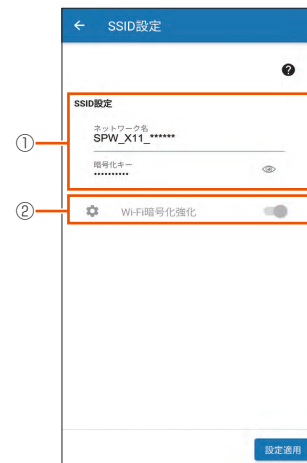 ← SSID設定
?
SSID設定
①
ネットワーク名
SPW_X11_******
暗号化キー
••••••••••
②
Wi-Fi暗号化強化
設定適用